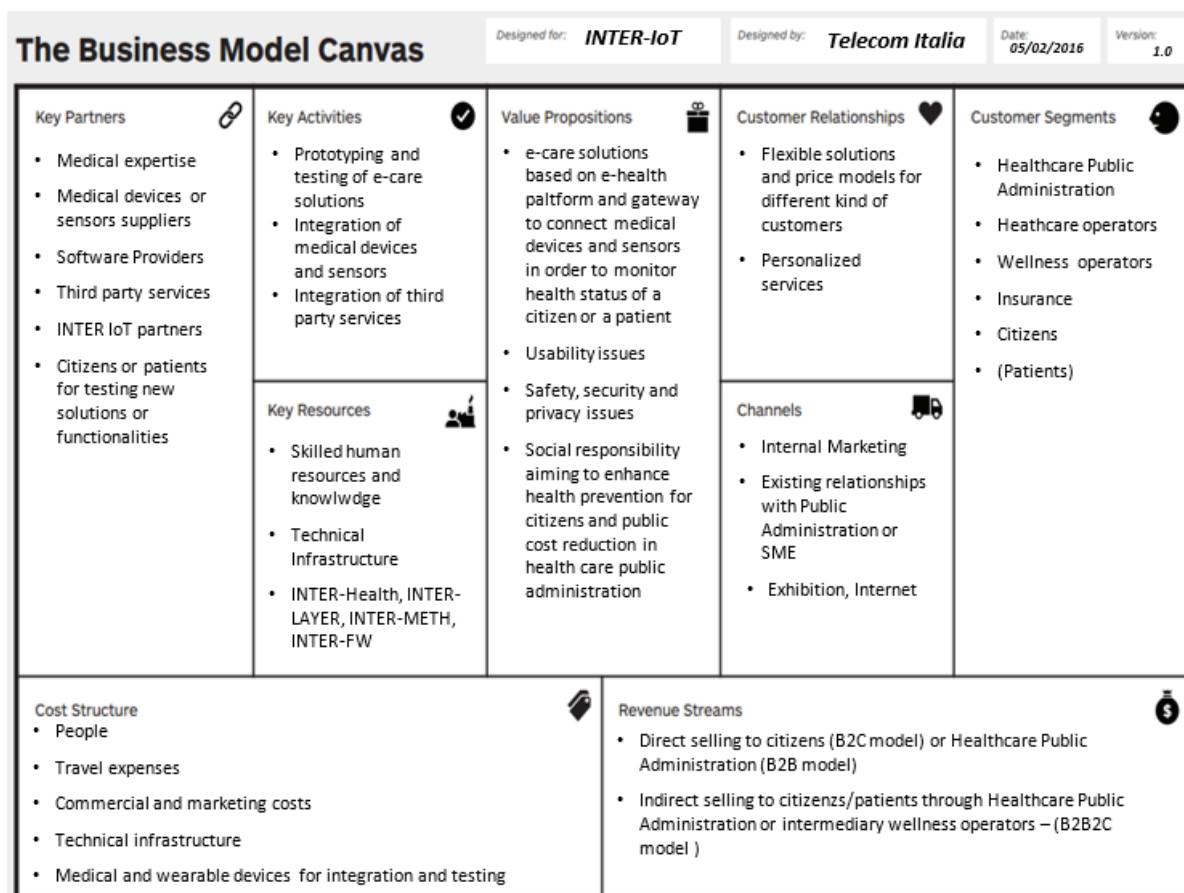 The Business Model Canvas
Designed for: INTER-IoT
Designed by: Telecom Italia
Date:
05/02/2016
Version:
1.0
Key Partners
• Medical expertise
• Medical devices or
sensors suppliers
• Software Providers
• Third party services
• INTER IoT partners
• Citizens or patients
for testing new
solutions or
functionalities
Key Activities
• Prototyping and
testing of e-care
solutions
• Integration of
medical devices
and sensors
• Integration of third
party services
Key Resources
• Skilled human
resources and
knowlwdge
• Technical
Infrastructure
• INTER-Health, INTER-
LAYER, INTER-METH,
INTER-FW
Value Propositions
• e-care solutions
based on e-health
paltform and gateway
to connect medical
devices and sensors
in order to monitor
health status of a
citizen or a patient
• Usability issues
• Safety, security and
privacy issues
• Social responsibility
aiming to enhance
health prevention for
citizens and public
cost reduction in
health care public
administration
Customer Relationships
• Flexible solutions
and price models for
different kind of
customers
• Personalized
services
Channels
• Internal Marketing
• Existing relationships
with Public
Administration or
SME
• Exhibition, Internet
Customer Segments
• Healthcare Public
Administration
• Heathcare operators
• Wellness operators
• Insurance
• Citizens
• (Patients)
Cost Structure
• People
• Travel expenses
• Commercial and marketing costs
• Technical infrastructure
• Medical and wearable devices for integration and testing
Revenue Streams
• Direct selling to citizens (B2C model) or Healthcare Public
Administration (B2B model)
• Indirect selling to citizenzs/patients through Healthcare Public
Administration or intermediary wellness operators – (B2B2C
model )